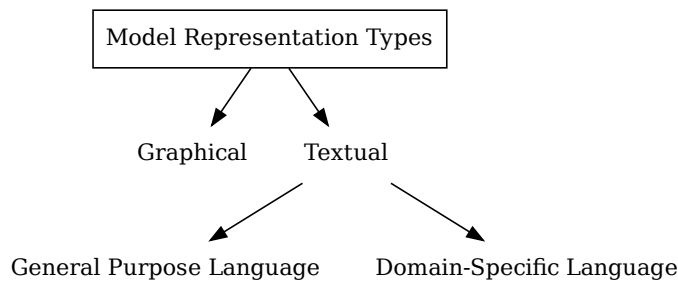 Model Representation Types
Graphical
Textual
General Purpose Language
Domain-Specific Language